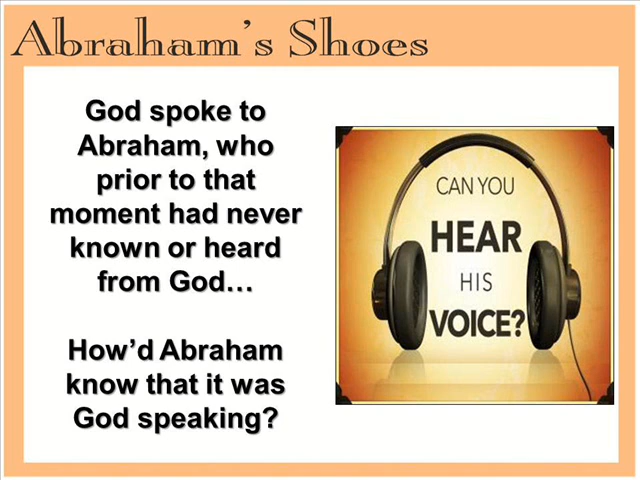 Abraham's Shoes
God spoke to
Abraham, who
prior to that
moment had never
known or heard
from God…
How'd Abraham
know that it was
God speaking?
CAN YOU
HEAR
HIS
VOICE?